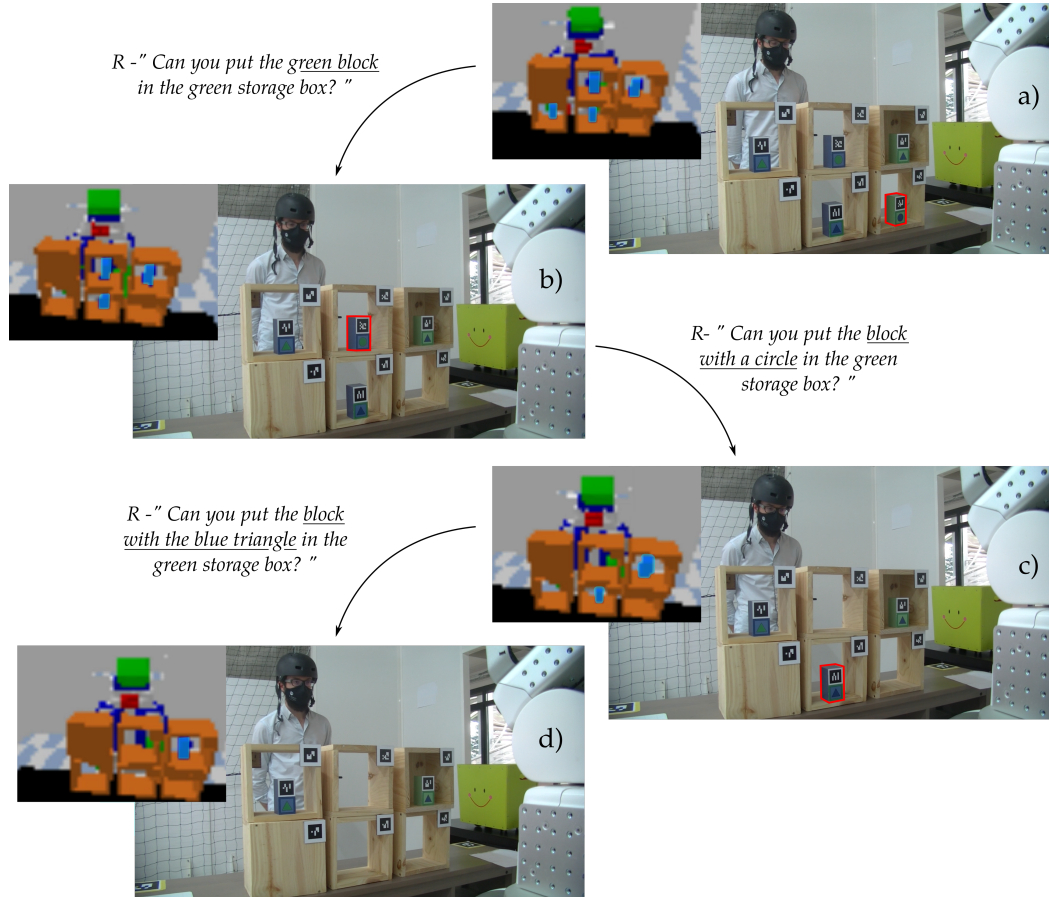 R -" Can you put the green block
in the green storage box? "
a)
b)
R- " Can you put the block
with a circle in the green
storage box? "
R -" Can you put the block
with the blue triangle in the
green storage box? "
c)
d)